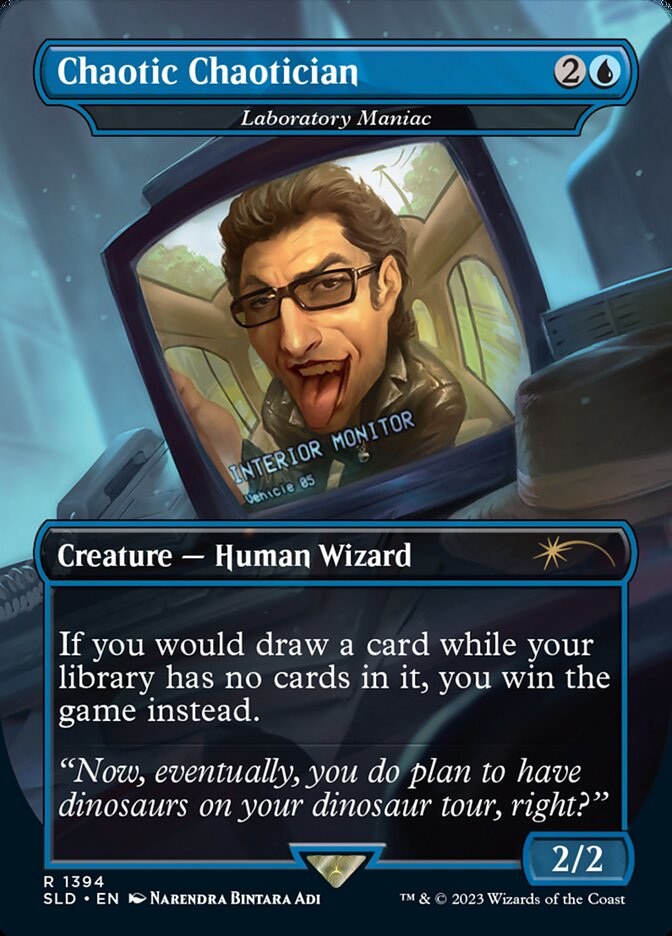 Chaotic Chaotician 2
Laboratory Maniac
INTERIOR MONITOR
Vehicle 05
Creature — Human Wizard
If you would draw a card while your
library has no cards in it, you win the
game instead.
“Now, eventually, you do plan to have
dinosaurs on your dinosaur tour, right?”
2/2
R 1394
SLD • EN Narendra Bintara Adi
™ & © 2023 Wizards of the Coast